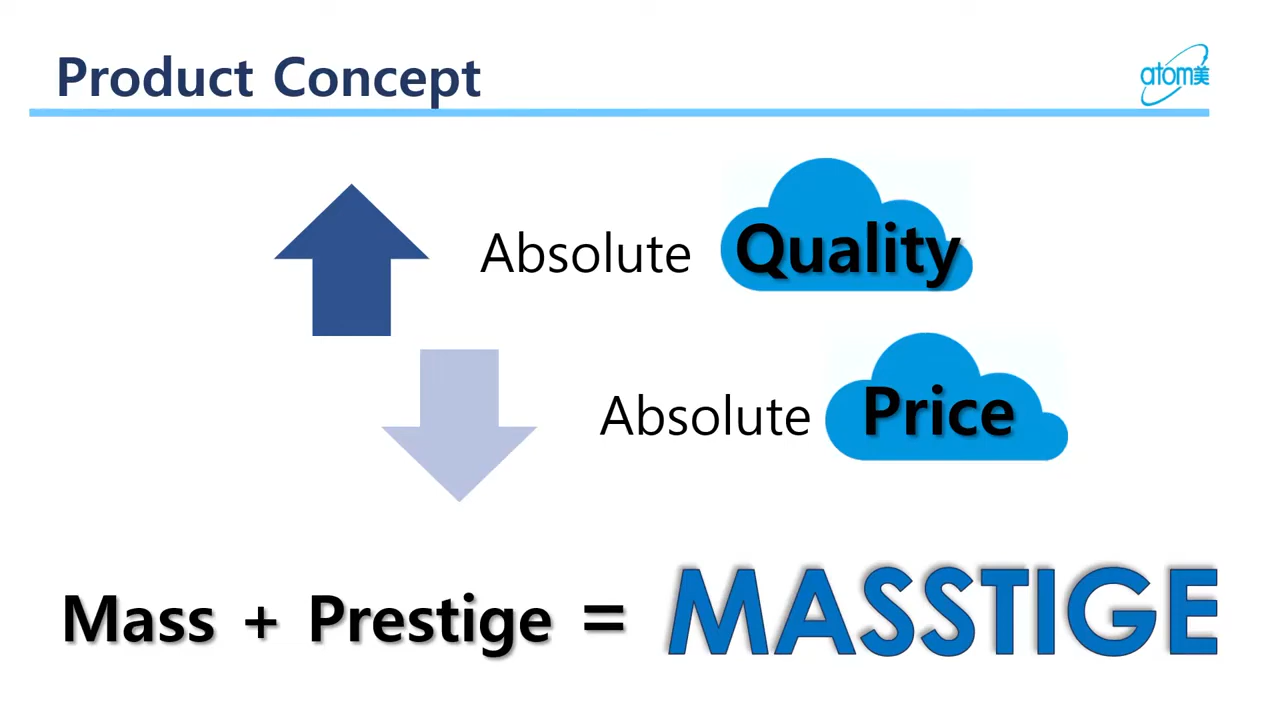 Product Concept
atom美
Absolute Quality
Absolute Price
Mass + Prestige = MASSTIGE